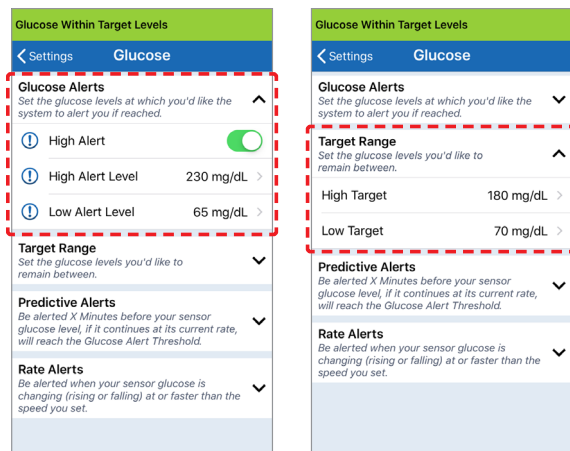 Glucose Within Target Levels
Settings Glucose
Glucose Alerts
Set the glucose levels at which you'd like the
system to alert you if reached.
High Alert
High Alert Level 230 mg/dL
Low Alert Level 65 mg/dL
Target Range
Set the glucose levels you'd like to
remain between.
Predictive Alerts
Be alerted X Minutes before your sensor
glucose level, if it continues at its current rate,
will reach the Glucose Alert Threshold.
Rate Alerts
Be alerted when your sensor glucose is
changing (rising or falling) at or faster than the
speed you set.
Glucose Within Target Levels
Settings Glucose
Glucose Alerts
Set the glucose levels at which you'd like the
system to alert you if reached.
Target Range
Set the glucose levels you'd like to
remain between.
High Target 180 mg/dL
Low Target 70 mg/dL
Predictive Alerts
Be alerted X Minutes before your sensor
glucose level, if it continues at its current rate,
will reach the Glucose Alert Threshold.
Rate Alerts
Be alerted when your sensor glucose is
changing (rising or falling) at or faster than the
speed you set.